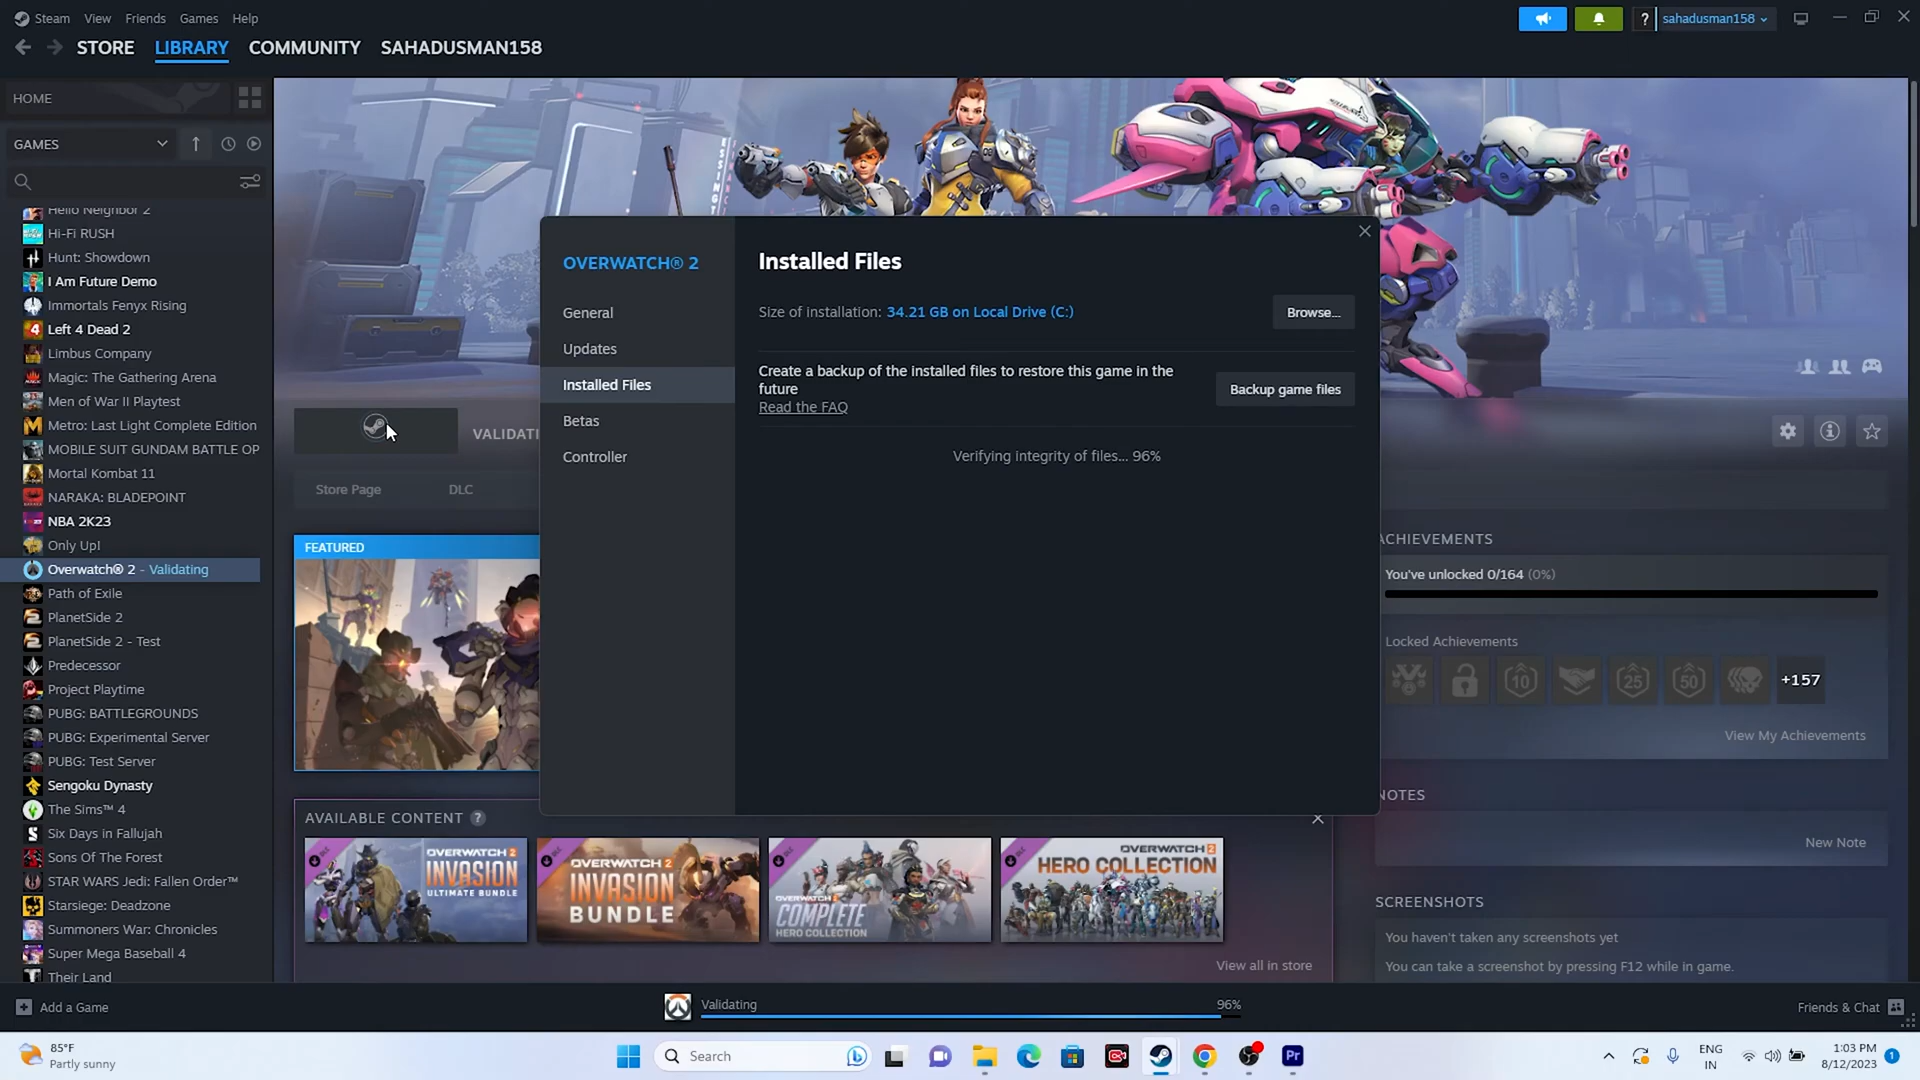 Steam View Friends Games Help
sahadusman158
STORE LIBRARY COMMUNITY SAHADUSMAN158
HOME
GAMES
Hello Neighbor 2
Hi-Fi RUSH
Hunt: Showdown
I Am Future Demo
Immortals Fenyx Rising
Left 4 Dead 2
Limbus Company
Magic: The Gathering Arena
Men of War II Playtest
Metro: Last Light Complete Edition
MOBILE SUIT GUNDAM BATTLE OP
Mortal Kombat 11
NARAKA: BLADEPOINT
NBA 2K23
Only Up!
Overwatch® 2 - Validating
Path of Exile
PlanetSide 2
PlanetSide 2 - Test
Predecessor
Project Playtime
PUBG: BATTLEGROUNDS
PUBG: Experimental Server
PUBG: Test Server
Sengoku Dynasty
The Sims™ 4
Six Days in Fallujah
Sons Of The Forest
STAR WARS Jedi: Fallen Order™
Starsiege: Deadzone
Summoners War: Chronicles
Super Mega Baseball 4
Their Land
Add a Game
VALIDATI
Store Page DLC
FEATURED
OVERWATCH® 2
General
Updates
Installed Files
Betas
Controller
Installed Files
Size of installation: 34.21 GB on Local Drive (C:)
Browse...
Create a backup of the installed files to restore this game in the
future
Read the FAQ
Backup game files
Verifying integrity of files... 96%
ACHIEVEMENTS
You've unlocked 0/164 (0%)
Locked Achievements
10 25 50 +157
View My Achievements
NOTES
New Note
SCREENSHOTS
You haven't taken any screenshots yet
You can take a screenshot by pressing F12 while in game.
AVAILABLE CONTENT ?
OVERWATCH 2
INVASION
ULTIMATE BUNDLE
OVERWATCH 2
INVASION
BUNDLE
OVERWATCH 2
COMPLETE
HERO COLLECTION
OVERWATCH 2
HERO COLLECTION
View all in store
Validating 96%
Friends & Chat
85°F
Partly sunny
Search
Pr
ENG
IN
1:03 PM
8/12/2023
1